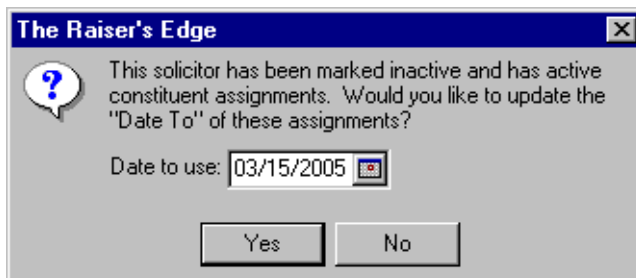 The Raiser's Edge
This solicitor has been marked inactive and has active
constituent assignments.  Would you like to update the
"Date To" of these assignments?
Date to use: 03/15/2005
Yes No